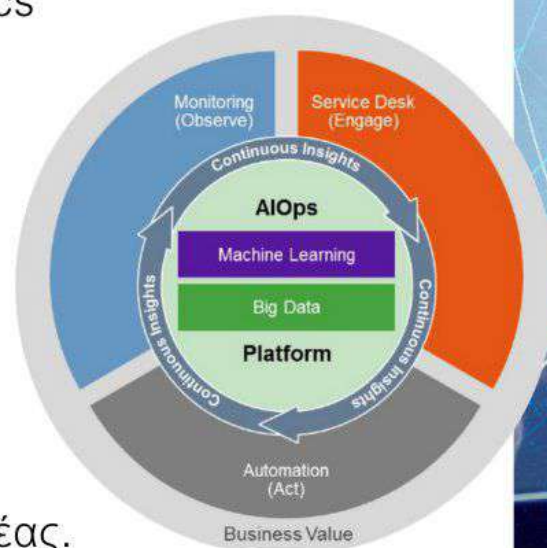 Monitoring
(Observe)
Service Desk
(Engage)
Continuous Insights
AIOps
Machine Learning
Big Data
Platform
Continuous Insights
Continuous Insights
Automation
(Act)
Business Value